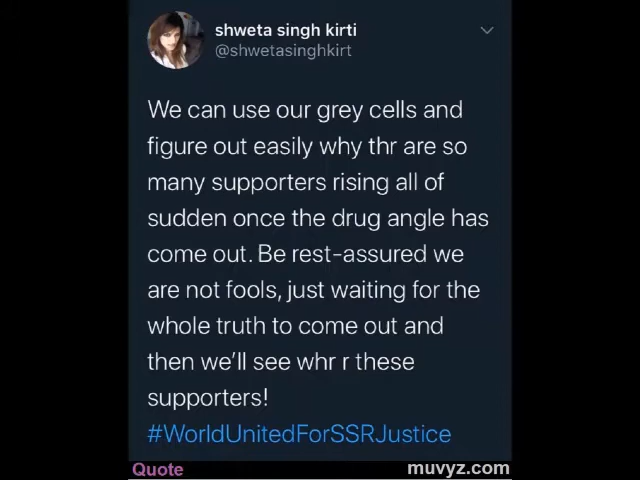 shweta singh kirti
@shwetasinghkirt
We can use our grey cells and
figure out easily why thr are so
many supporters rising all of
sudden once the drug angle has
come out. Be rest-assured we
are not fools, just waiting for the
whole truth to come out and
then we'll see whr r these
supporters!
#WorldUnitedForSSRJustice
Quote
muvyz.com